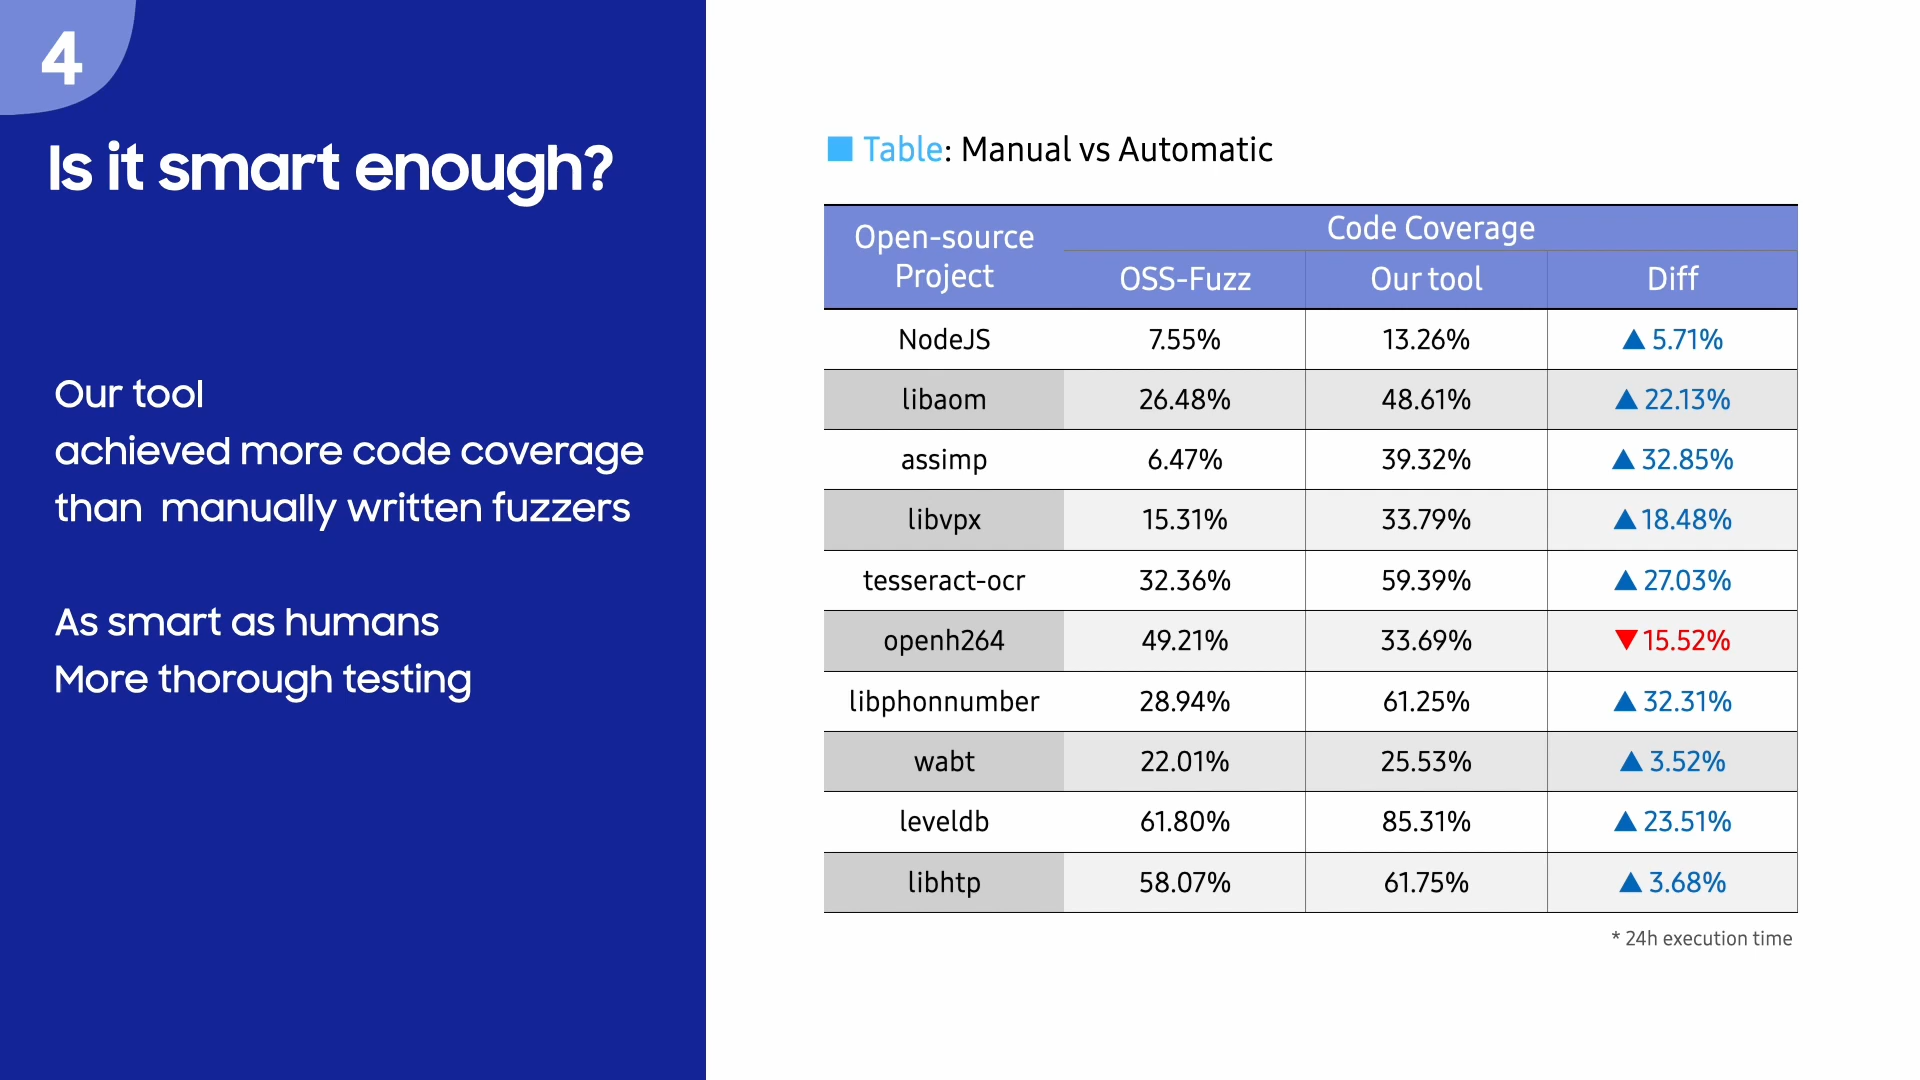 4
Is it smart enough?
Our tool
achieved more code coverage
than manually written fuzzers
As smart as humans
More thorough testing
■ Table: Manual vs Automatic
Open-source
Project
Code Coverage
OSS-Fuzz Our tool Diff
NodeJS 7.55% 13.26% ▲ 5.71%
libaom 26.48% 48.61% ▲ 22.13%
assimp 6.47% 39.32% ▲ 32.85%
libvpx 15.31% 33.79% ▲ 18.48%
tesseract-ocr 32.36% 59.39% ▲ 27.03%
openh264 49.21% 33.69% ▼ 15.52%
libphonnumber 28.94% 61.25% ▲ 32.31%
wabt 22.01% 25.53% ▲ 3.52%
leveldb 61.80% 85.31% ▲ 23.51%
libhtp 58.07% 61.75% ▲ 3.68%
* 24h execution time